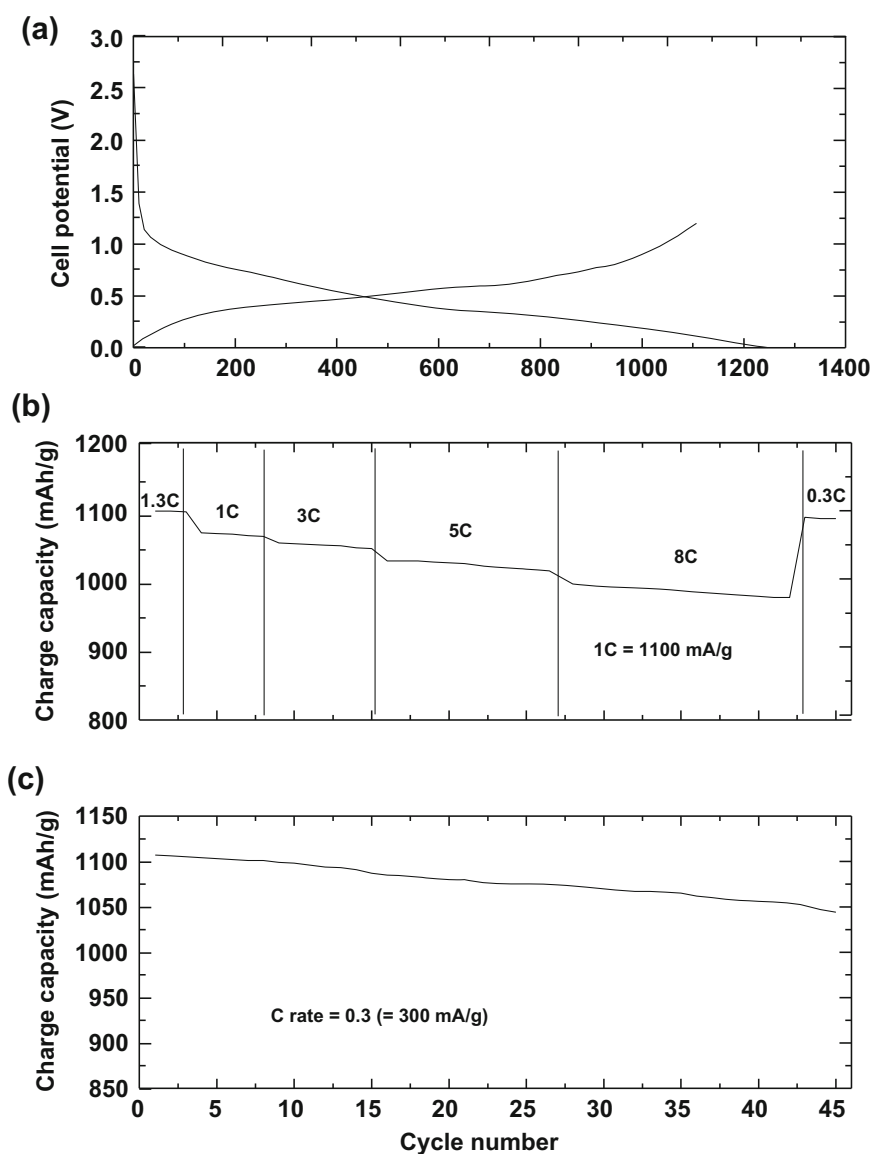 (a)
Cell potential (V)
3.0
2.5
2.0
1.5
1.0
0.5
0.0
200 400 600 800 1000 1200 1400
(b)
Charge capacity (mAh/g)
1200
1100
1000
900
800
1.3C
1C
3C
5C
8C
0.3C
1C = 1100 mA/g
(c)
Charge capacity (mAh/g)
1150
1100
1050
1000
950
900
850
C rate = 0.3 (= 300 mA/g)
0 5 10 15 20 25 30 35 40 45
Cycle number